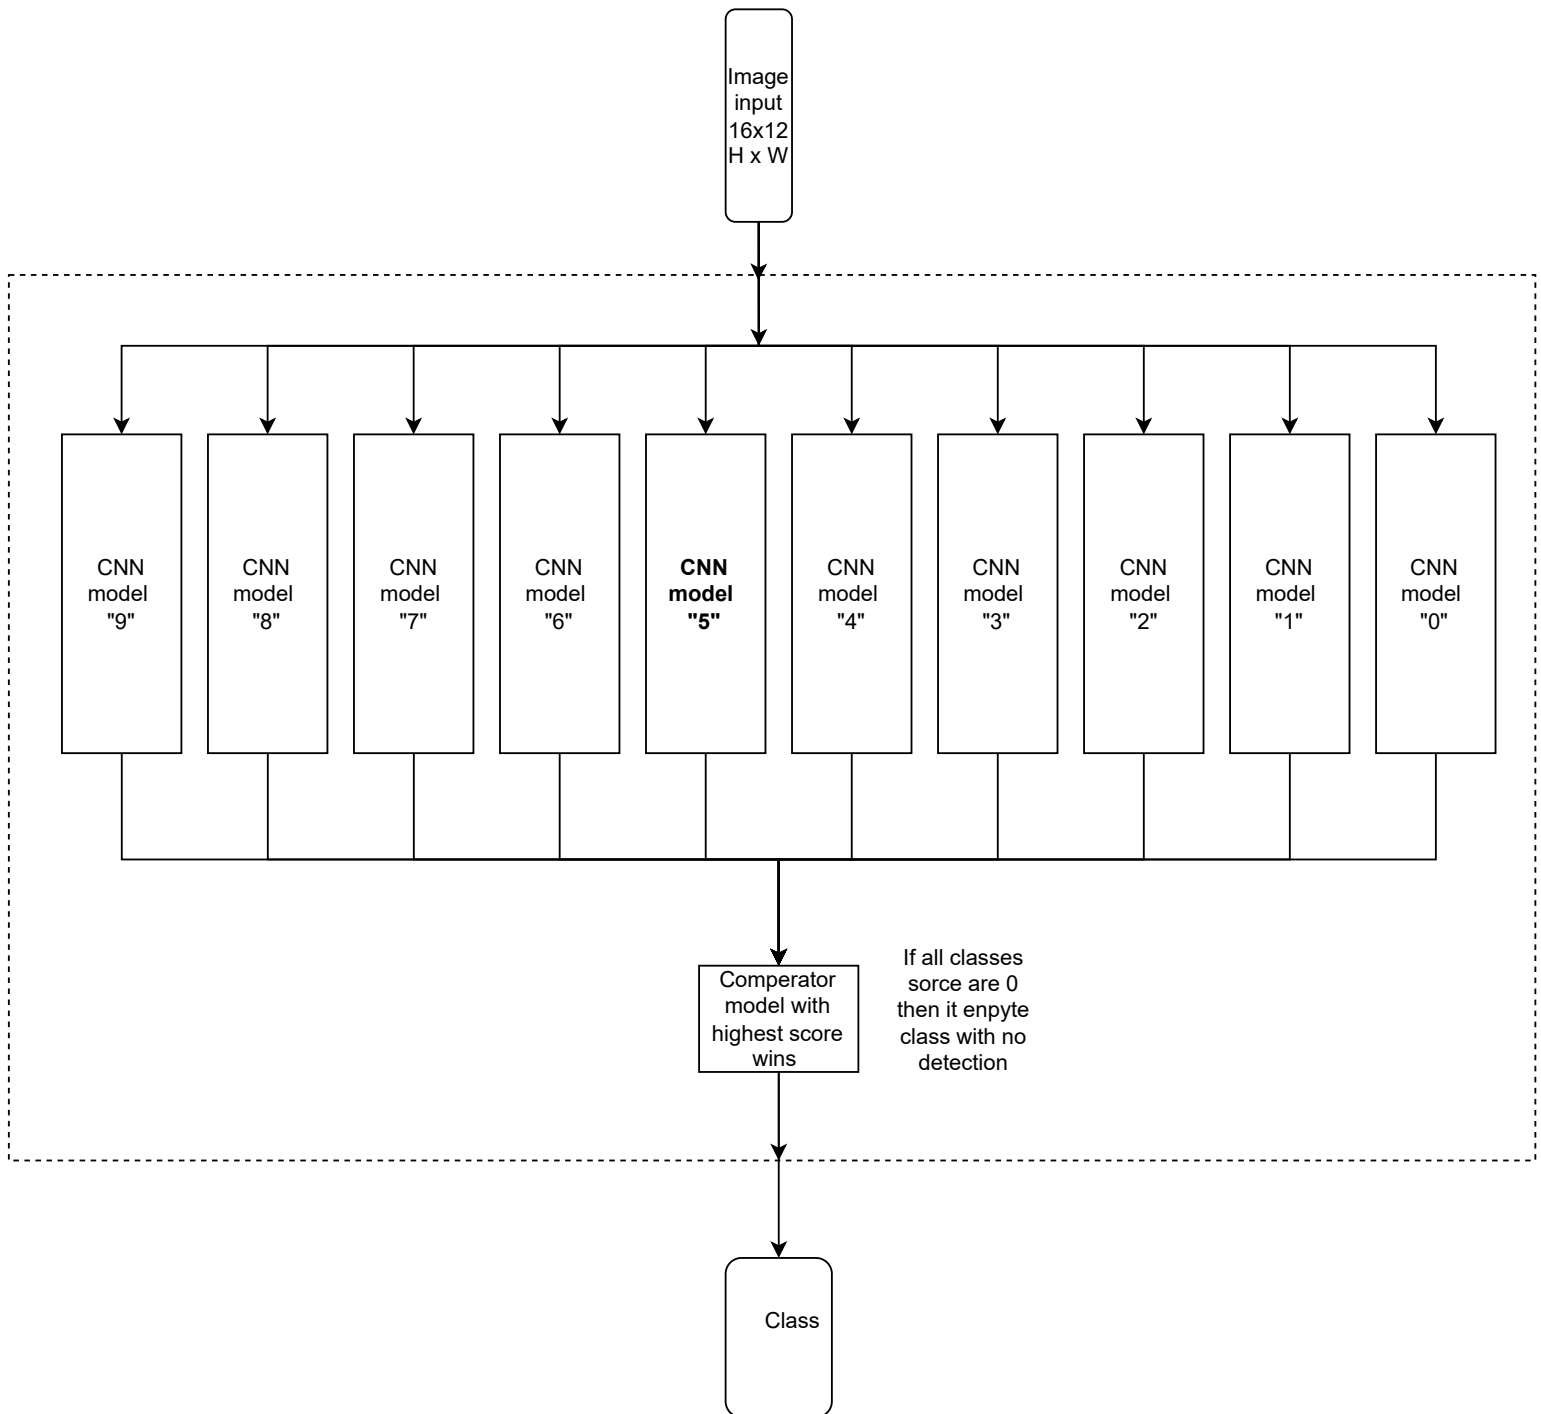 Image
input
16x12
H x W
CNN
model
"9"
CNN
model
"8"
CNN
model
"7"
CNN
model
"6"
CNN
model
"5"
CNN
model
"4"
CNN
model
"3"
CNN
model
"2"
CNN
model
"1"
CNN
model
"0"
Comperator
model with
highest score
wins
If all classes
sorce are 0
then it enpyte
class with no
detection
Class